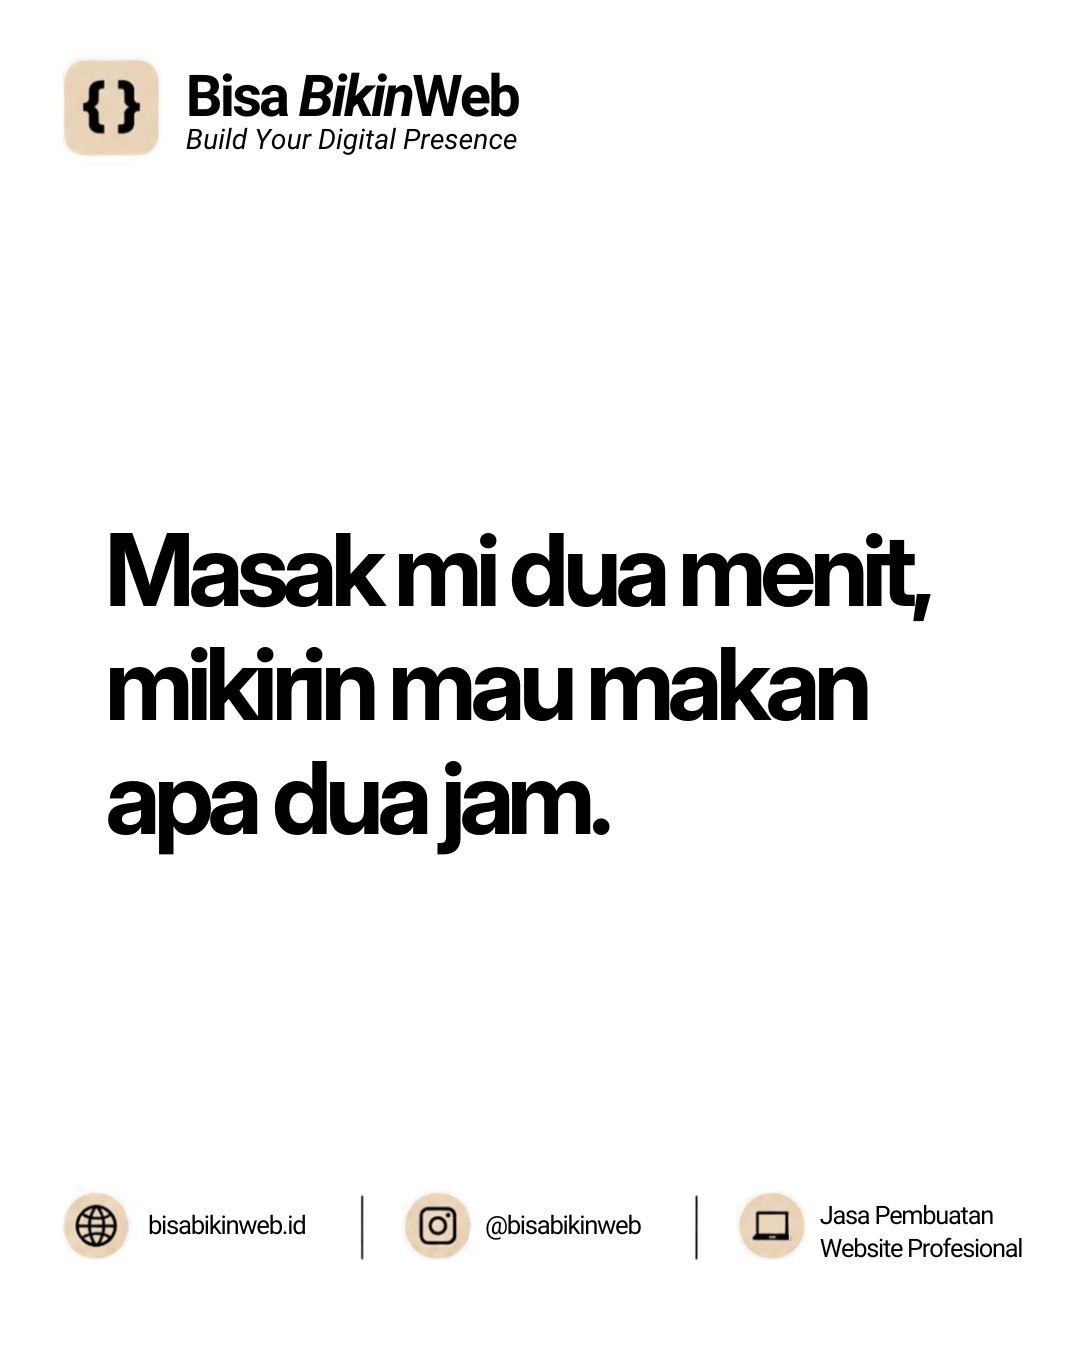 { }
Bisa BikinWeb
Build Your Digital Presence
Masak mi dua menit,
mikirin mau makan
apa dua jam.
bisabikinweb.id
@bisabikinweb
Jasa Pembuatan
Website Profesional